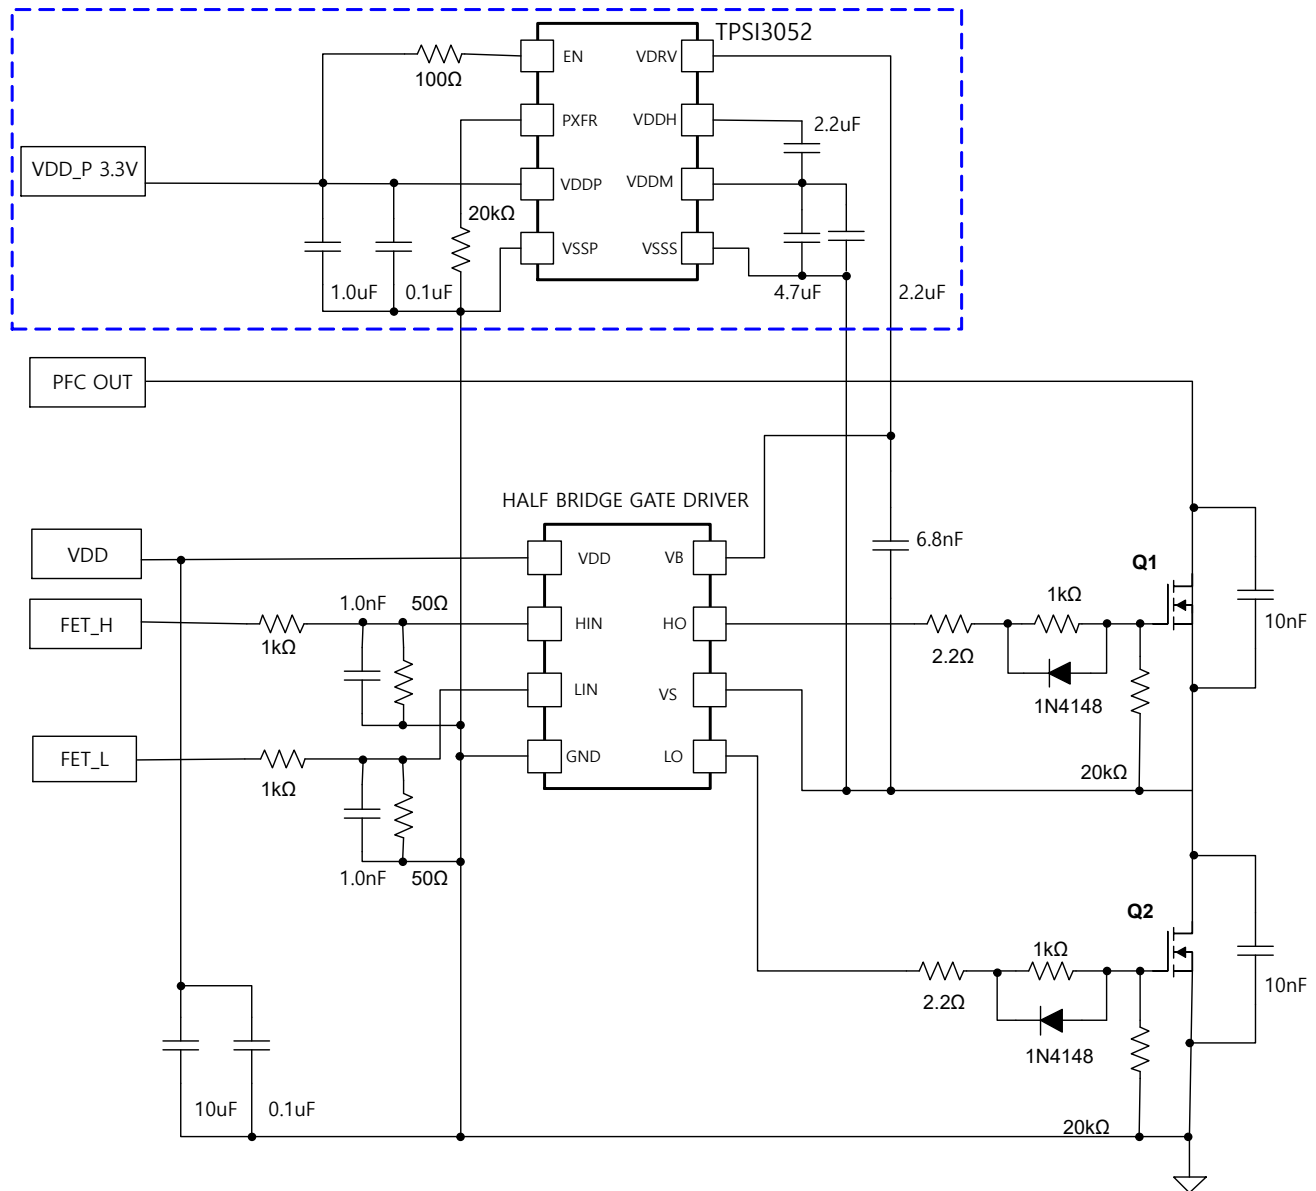 TPSI3052
EN
VDRV
100Ω
PXFR
VDDH
2.2uF
VDD_P 3.3V
VDDP
VDDM
20kΩ
VSSP
VSSS
1.0uF
0.1uF
4.7uF
2.2uF
PFC OUT
HALF BRIDGE GATE DRIVER
VDD
VDD
VB
6.8nF
Q1
1.0nF
50Ω
1kΩ
FET_H
HIN
HO
10nF
1kΩ
2.2Ω
LIN
VS
1N4148
FET_L
GND
LO
1kΩ
20kΩ
1.0nF
50Ω
Q2
1kΩ
2.2Ω
10nF
1N4148
10uF
0.1uF
20kΩ